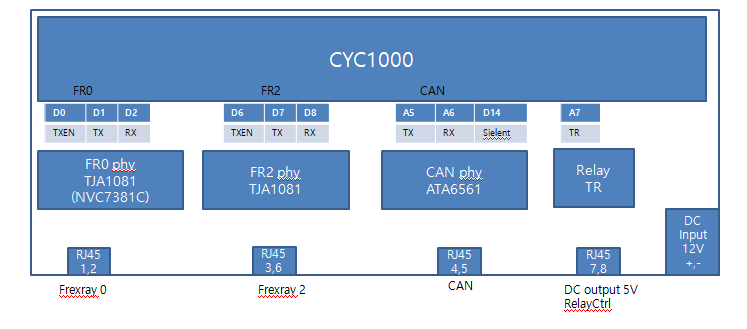 CYC1000
FR0 FR2 CAN
D0 D1 D2 D6 D7 D8 A5 A6 D14 A7
TXEN TX RX TXEN TX RX TX RX Sielent TR
FR0 phy
TJA1081
(NVC7381C)
FR2 phy
TJA1081
CAN phy
ATA6561
Relay
TR
DC
Input
12V
+,-
RJ45
1,2
RJ45
3,6
RJ45
4,5
RJ45
7,8
Frexray 0
Frexray 2
CAN
DC output 5V
RelayCtrl